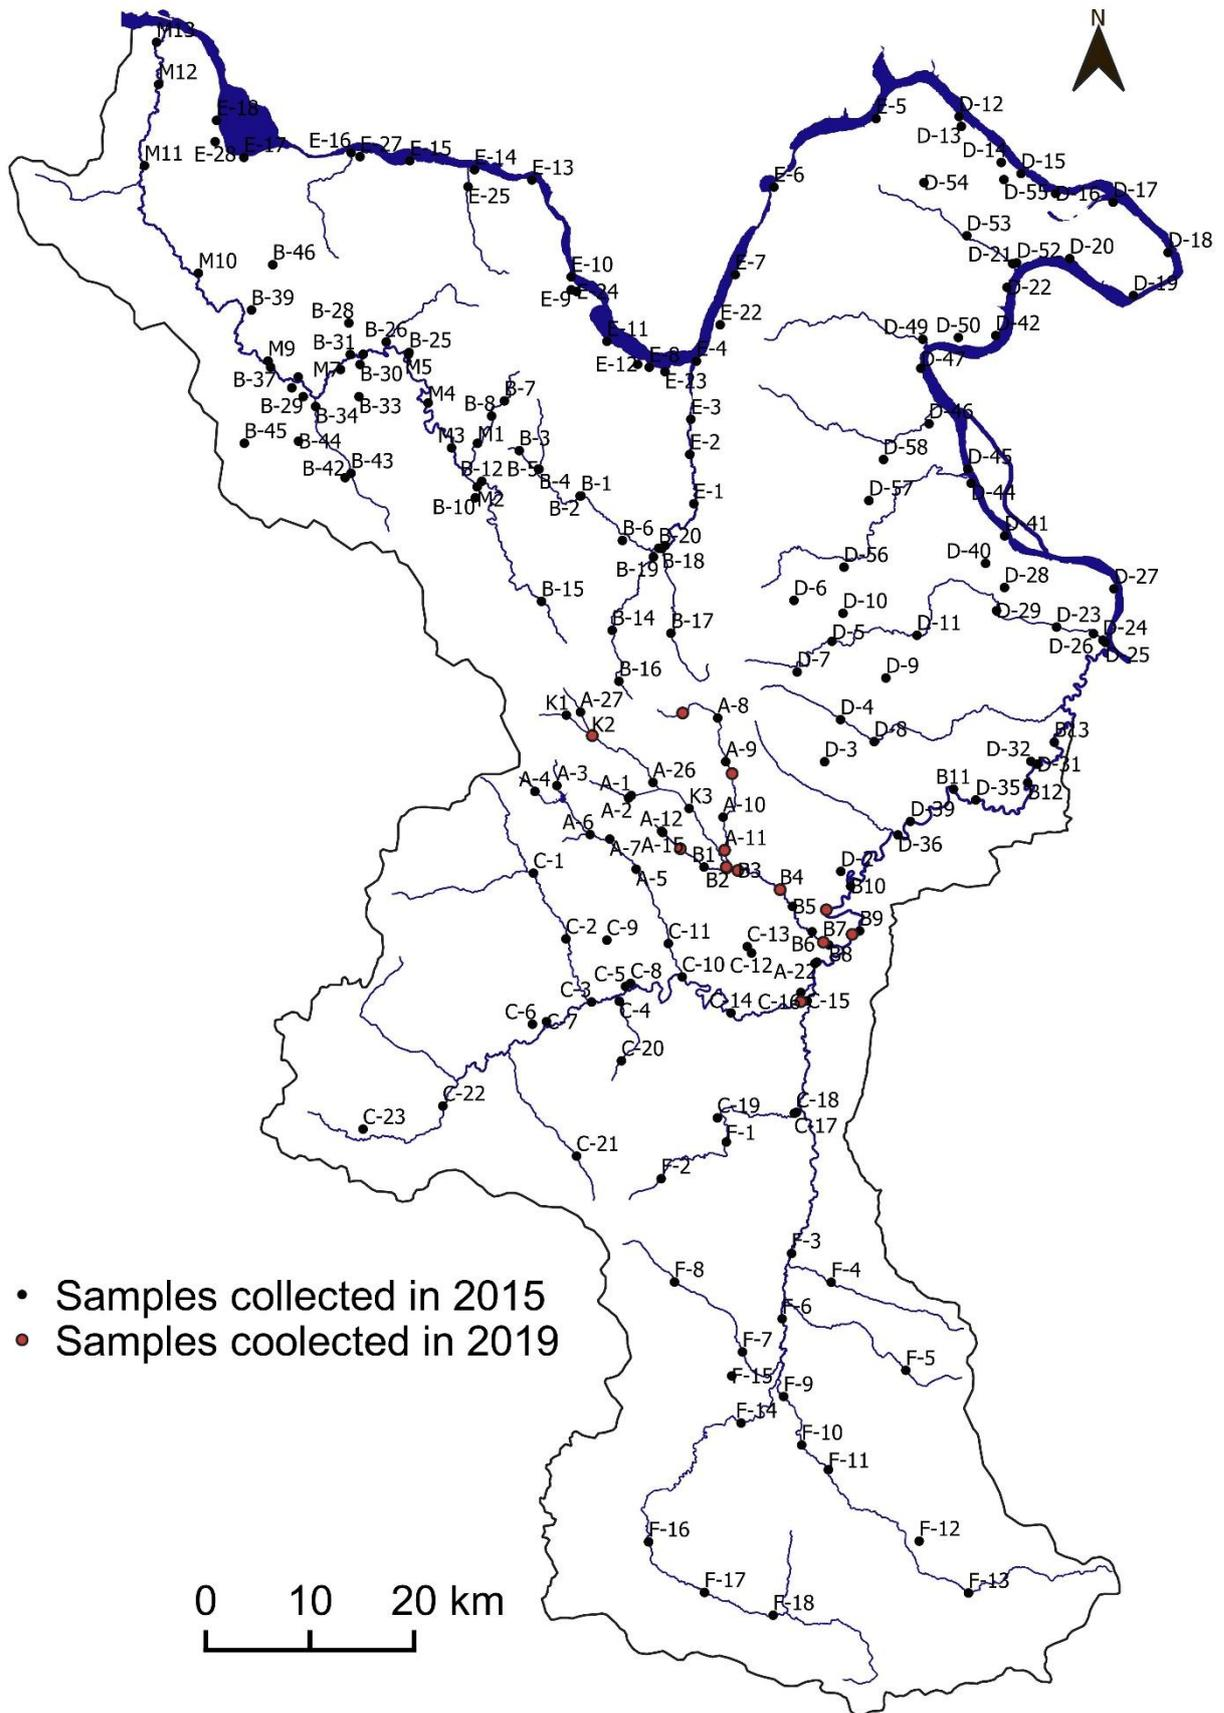 N
M13
M12
E-18
E-5
D-12
D-13
E-16
E-27
E-15
E-14
E-13
E-28
E-17
M11
D-14
D-15
E-6
D-54
D-55
D-16
D-17
E-25
D-53
D-18
D-21
D-52
D-20
B-46
M10
E-10
E-7
E-9
E-24
D-22
D-19
B-39
B-28
E-22
E-11
D-49
D-50
D-42
B-26
B-25
B-31
M9
M7
B-30
M5
E-12
E-8
E-4
E-23
D-47
B-37
B-29
B-34
B-33
M4
B-8
B-7
E-3
D-46
B-45
B-44
M3
M1
B-3
E-2
D-58
D-45
B-42
B-43
B-12
B-5
B-4
B-1
D-57
D-44
B-10
M2
B-2
E-1
D-41
B-6
B-20
D-40
B-19
B-18
D-56
D-28
D-27
B-15
D-6
D-10
D-29
B-14
B-17
D-5
D-11
D-23
D-24
D-26
D-25
D-7
B-16
D-9
K1
A-27
A-8
D-4
K2
D-8
B13
A-9
D-3
D-32
D-31
A-4
A-3
A-1
A-26
B11
D-35
B12
A-2
K3
A-10
D-39
A-6
A-12
A-11
D-36
A-7
A-15
C-1
B1
B3
D-2
A-5
B2
B4
B10
B5
B9
C-2
C-9
C-11
C-13
B7
B6
B8
C-12
C-5
C-8
C-10
A-22
C-3
C-4
C-14
C-16
C-15
C-6
C-7
C-20
C-22
C-19
C-18
C-23
C-17
F-1
C-21
F-2
F-3
F-8
F-4
Samples collected in 2015
F-6
Samples coolected in 2019
F-7
F-5
F-15
F-9
F-14
F-10
F-11
F-16
F-12
F-17
F-13
0 10 20 km
F-18